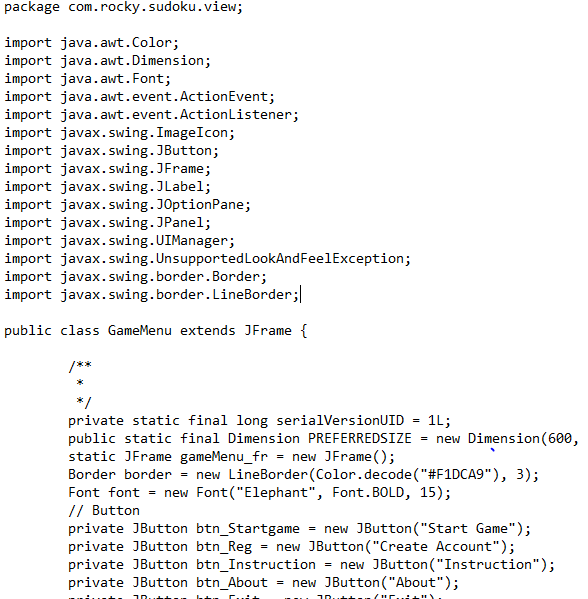 package com.rocky.sudoku.view;
import java.awt.Color;
import java.awt.Dimension;
import java.awt.Font;
import java.awt.event.ActionEvent;
import java.awt.event.ActionListener;
import javax.swing.ImageIcon;
import javax.swing.JButton;
import javax.swing.JFrame;
import javax.swing.JLabel;
import javax.swing.JOptionPane;
import javax.swing.JPanel;
import javax.swing.UIManager;
import javax.swing.UnsupportedLookAndFeelException;
import javax.swing.border.Border;
import javax.swing.border.LineBorder;
public class GameMenu extends JFrame {
/**
*
*/
private static final long serialVersionUID = 1L;
public static final Dimension PREFERREDSIZE = new Dimension(600,
static JFrame gameMenu_fr = new JFrame();
Border border = new LineBorder(Color.decode("#F1DCA9"), 3);
Font font = new Font("Elephant", Font.BOLD, 15);
// Button
private JButton btn_Startgame = new JButton("Start Game");
private JButton btn_Reg = new JButton("Create Account");
private JButton btn_Instruction = new JButton("Instruction");
private JButton btn_About = new JButton("About");
private JButton btn_Exit = new JButton("Exit");